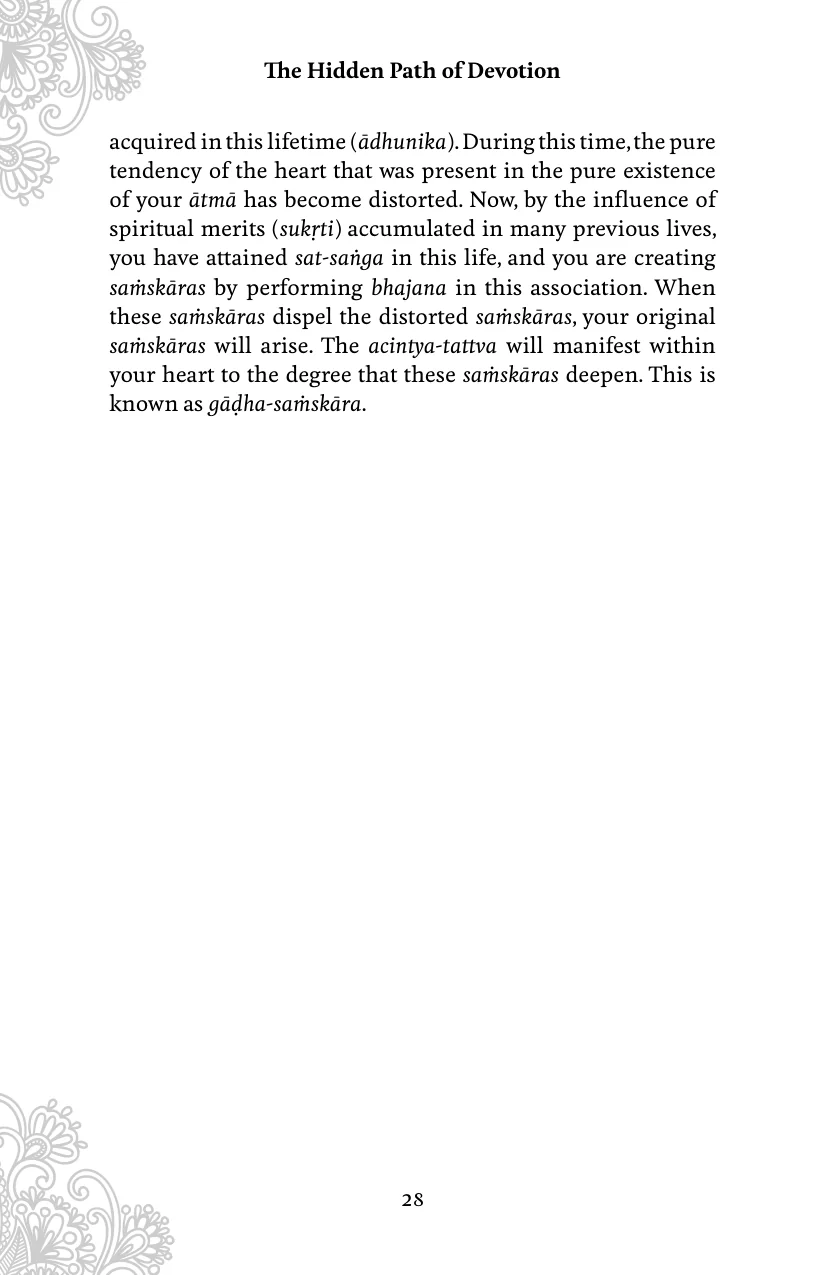 The Hidden Path of Devotion
acquired in this lifetime (ādhunika). During this time, the pure
tendency of the heart that was present in the pure existence
of your ātmā has become distorted. Now, by the influence of
spiritual merits (sukṛti) accumulated in many previous lives,
you have attained sat-saṅga in this life, and you are creating
saṁskāras by performing bhajana in this association. When
these saṁskāras dispel the distorted saṁskāras, your original
saṁskāras will arise. The acintya-tattva will manifest within
your heart to the degree that these saṁskāras deepen. This is
known as gāḍha-saṁskāra.
28